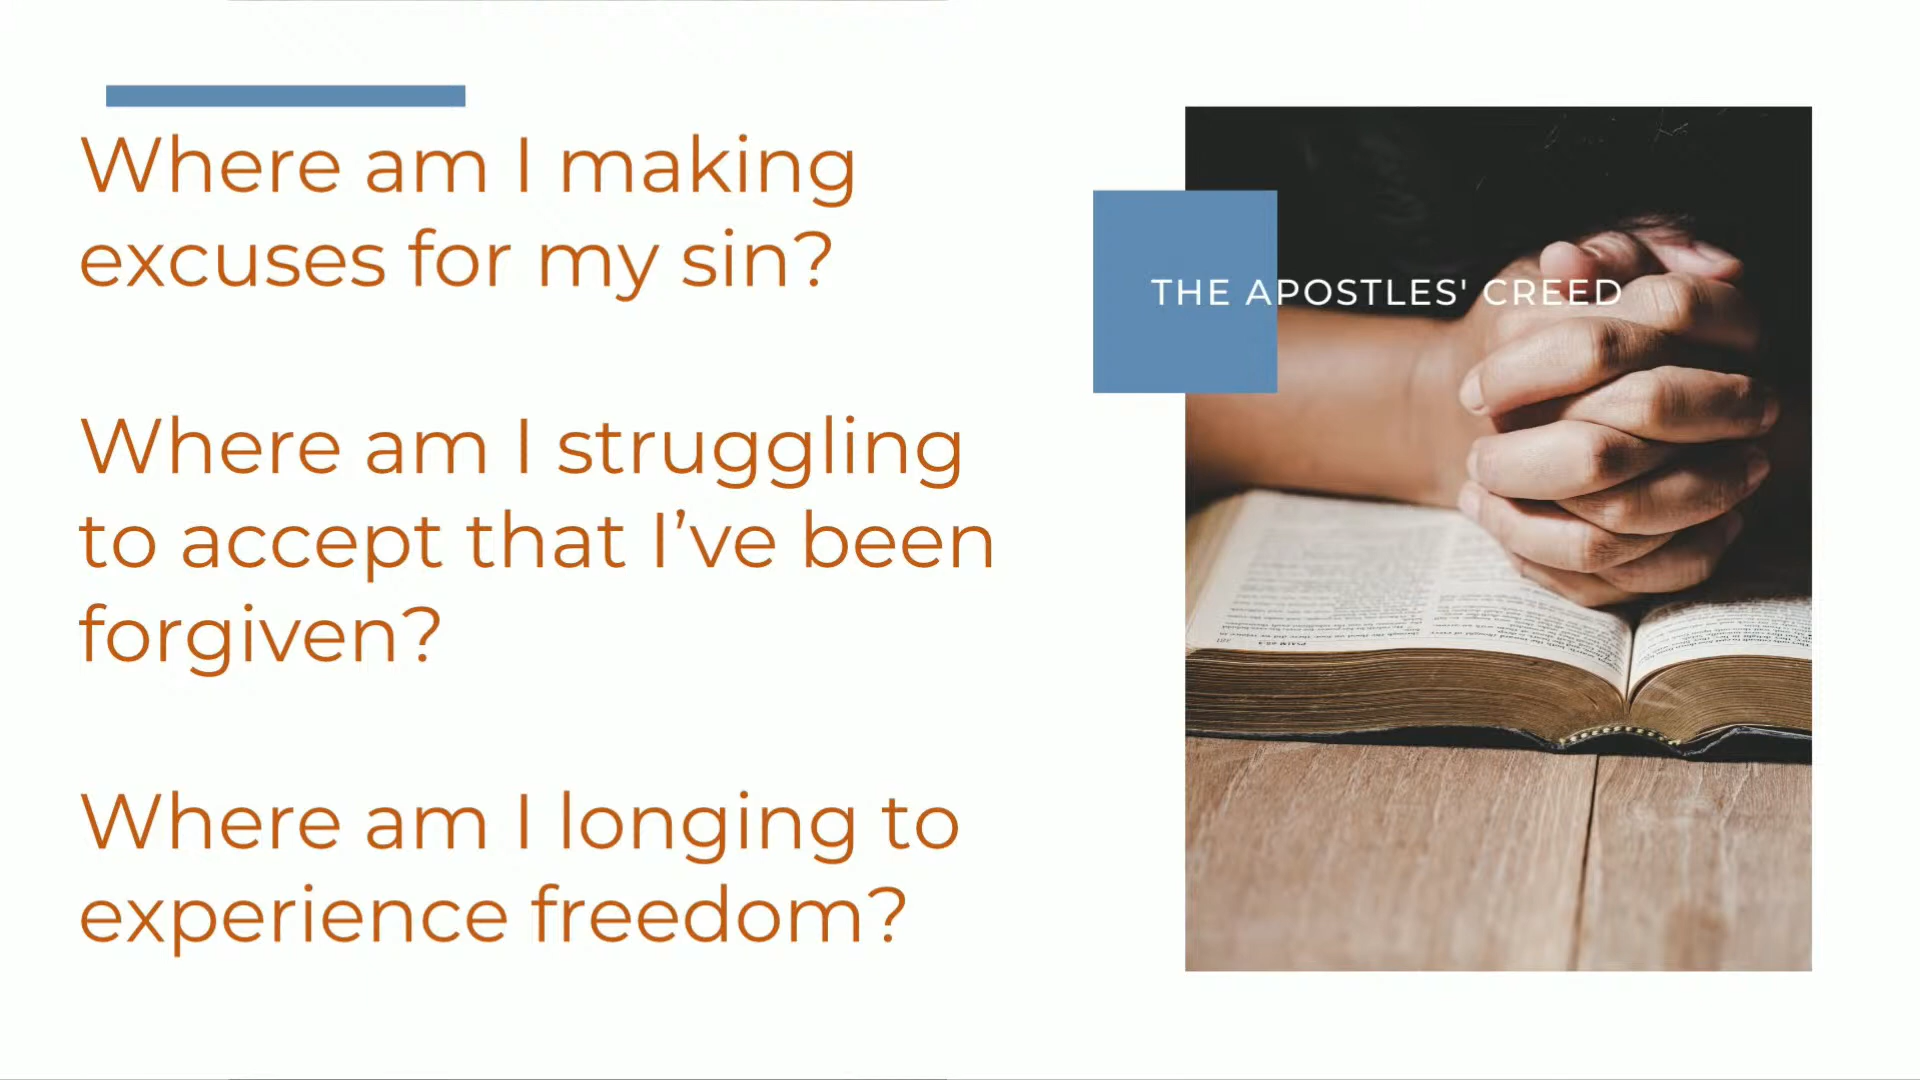 Where am I making
excuses for my sin?
Where am I struggling
to accept that I’ve been
forgiven?
Where am I longing to
experience freedom?
THE APOSTLES' CREED